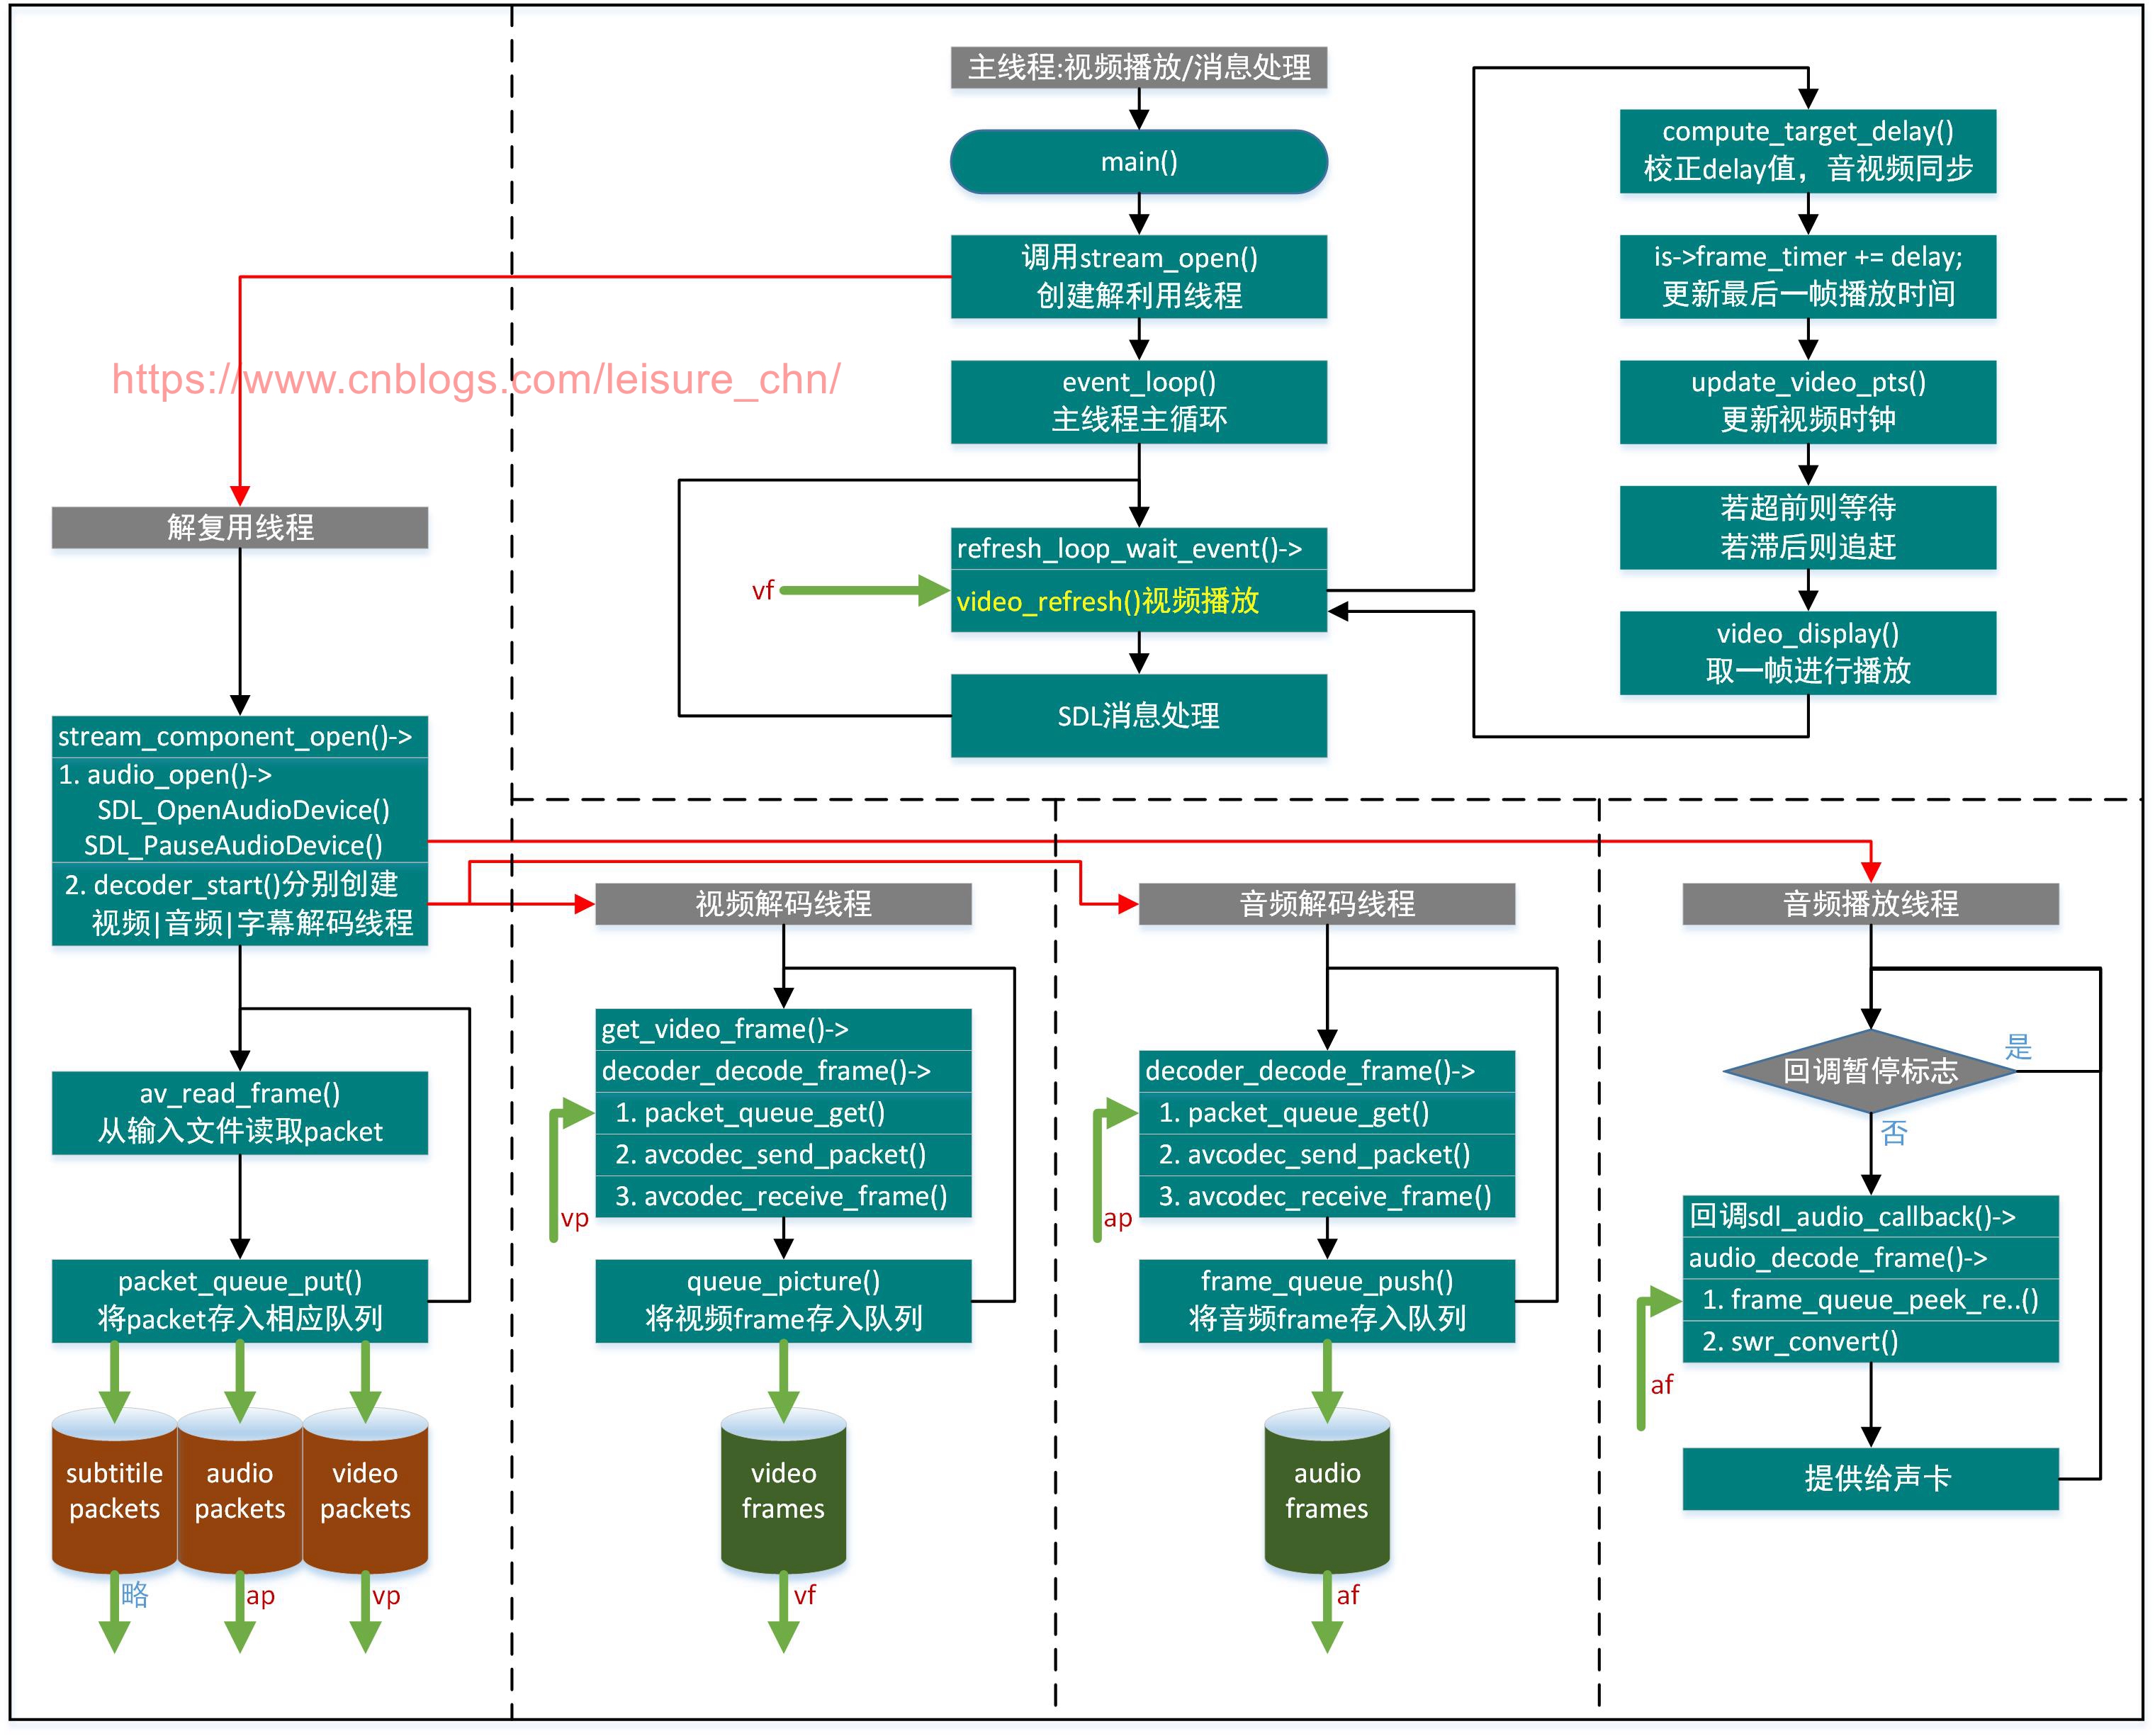 主线程:视频播放/消息处理
main()
调用stream_open()
创建解利用线程
event_loop()
主线程主循环
refresh_loop_wait_event()->
vf
video_refresh()视频播放
SDL消息处理
compute_target_delay()
校正delay值，音视频同步
is->frame_timer += delay;
更新最后一帧播放时间
update_video_pts()
更新视频时钟
若超前则等待
若滞后则追赶
video_display()
取一帧进行播放
https://www.cnblogs.com/leisure_chn/
解复用线程
stream_component_open()->
1. audio_open()->
SDL_OpenAudioDevice()
SDL_PauseAudioDevice()
2. decoder_start()分别创建
视频|音频|字幕解码线程
av_read_frame()
从输入文件读取packet
packet_queue_put()
将packet存入相应队列
subtitile
packets
audio
packets
video
packets
略
ap
vp
视频解码线程
get_video_frame()->
decoder_decode_frame()->
1. packet_queue_get()
2. avcodec_send_packet()
3. avcodec_receive_frame()
vp
queue_picture()
将视频frame存入队列
video
frames
vf
音频解码线程
decoder_decode_frame()->
1. packet_queue_get()
2. avcodec_send_packet()
3. avcodec_receive_frame()
ap
frame_queue_push()
将音频frame存入队列
audio
frames
af
音频播放线程
回调暂停标志
是
否
回调sdl_audio_callback()->
audio_decode_frame()->
1. frame_queue_peek_re..()
2. swr_convert()
af
提供给声卡